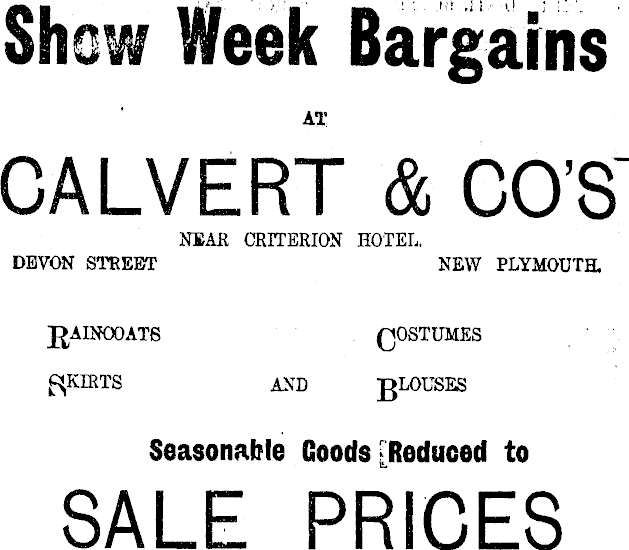 Show Week Bargains
AT
CALVERT & CO'S
NEAR CRITERION HOTEL.
DEVON STREET NEW PLYMOUTH.
RAINCOATS COSTUMES
SKIRTS AND BLOUSES
Seasonable Goods Reduced to
SALE PRICES